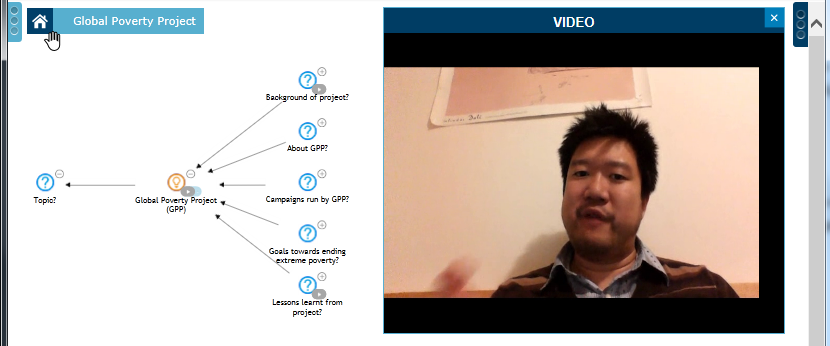 Global Poverty Project
VIDEO
Background of project?
About GPP?
Topic?
Global Poverty Project
(GPP)
Campaigns run by GPP?
Goals towards ending
extreme poverty?
Lessons learnt from
project?